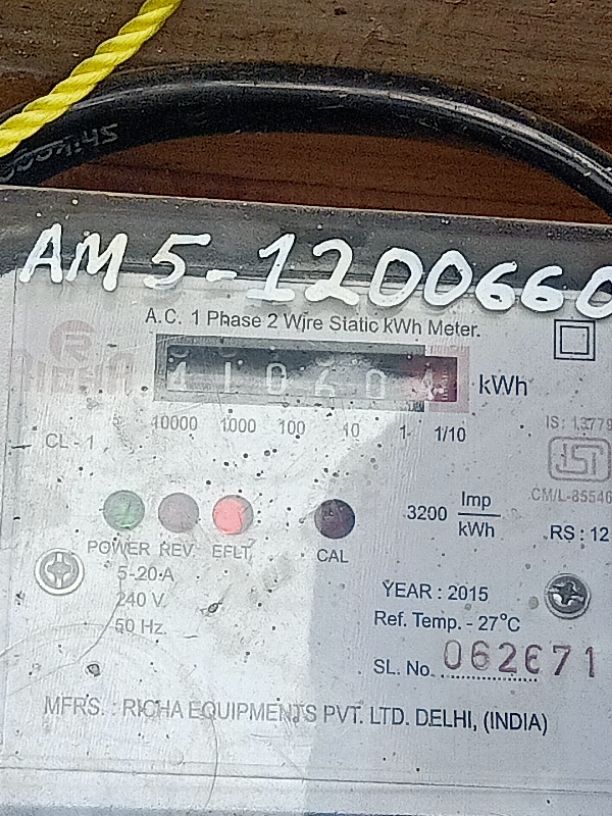 AM 5-1200660
A.C. 1 Phase 2 Wire Static kWh Meter.
kWh
10000 1000 100 10 1 1/10
CL - 1
IS: 13779
ISI
CM/L-85546
3200 Imp
kWh
RS : 12
POWER REV. EFLT. CAL
5-20 A
240 V
50 Hz.
YEAR : 2015
Ref. Temp. - 27°C
SL. No. 062671
MFRS. : RICHA EQUIPMENTS PVT. LTD. DELHI, (INDIA)